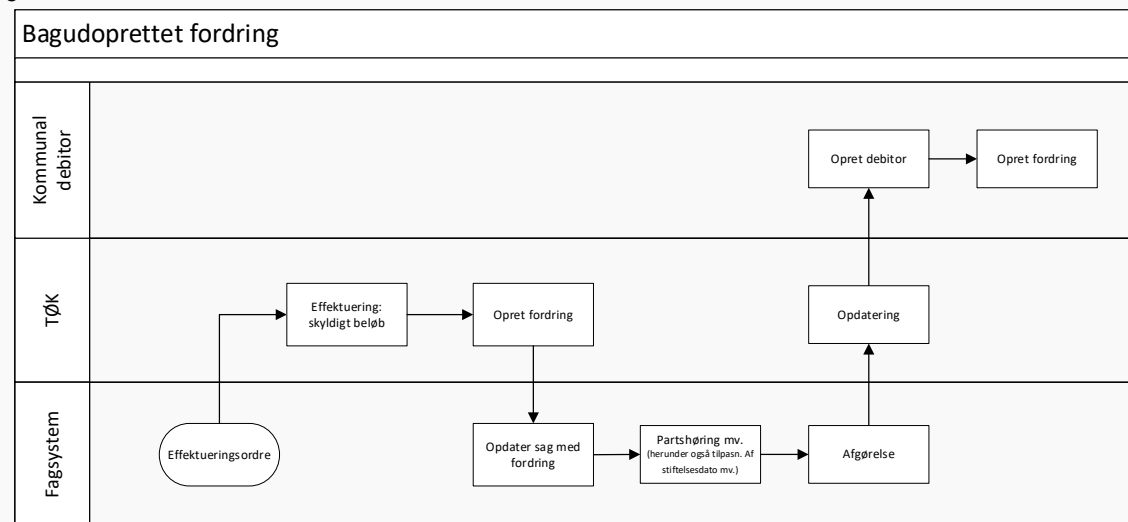 Bagudoprettet fordring
Kommunal
debitor
Opret debitor
Opret fordring
TØK
Effektuering:
skyldigt beløb
Opret fordring
Opdatering
Fagsystem
Effektueringsordre
Opdater sag med
fordring
Partshøring mv.
(herunder også tilpasn. Af
stiftelsesdato mv.)
Afgørelse